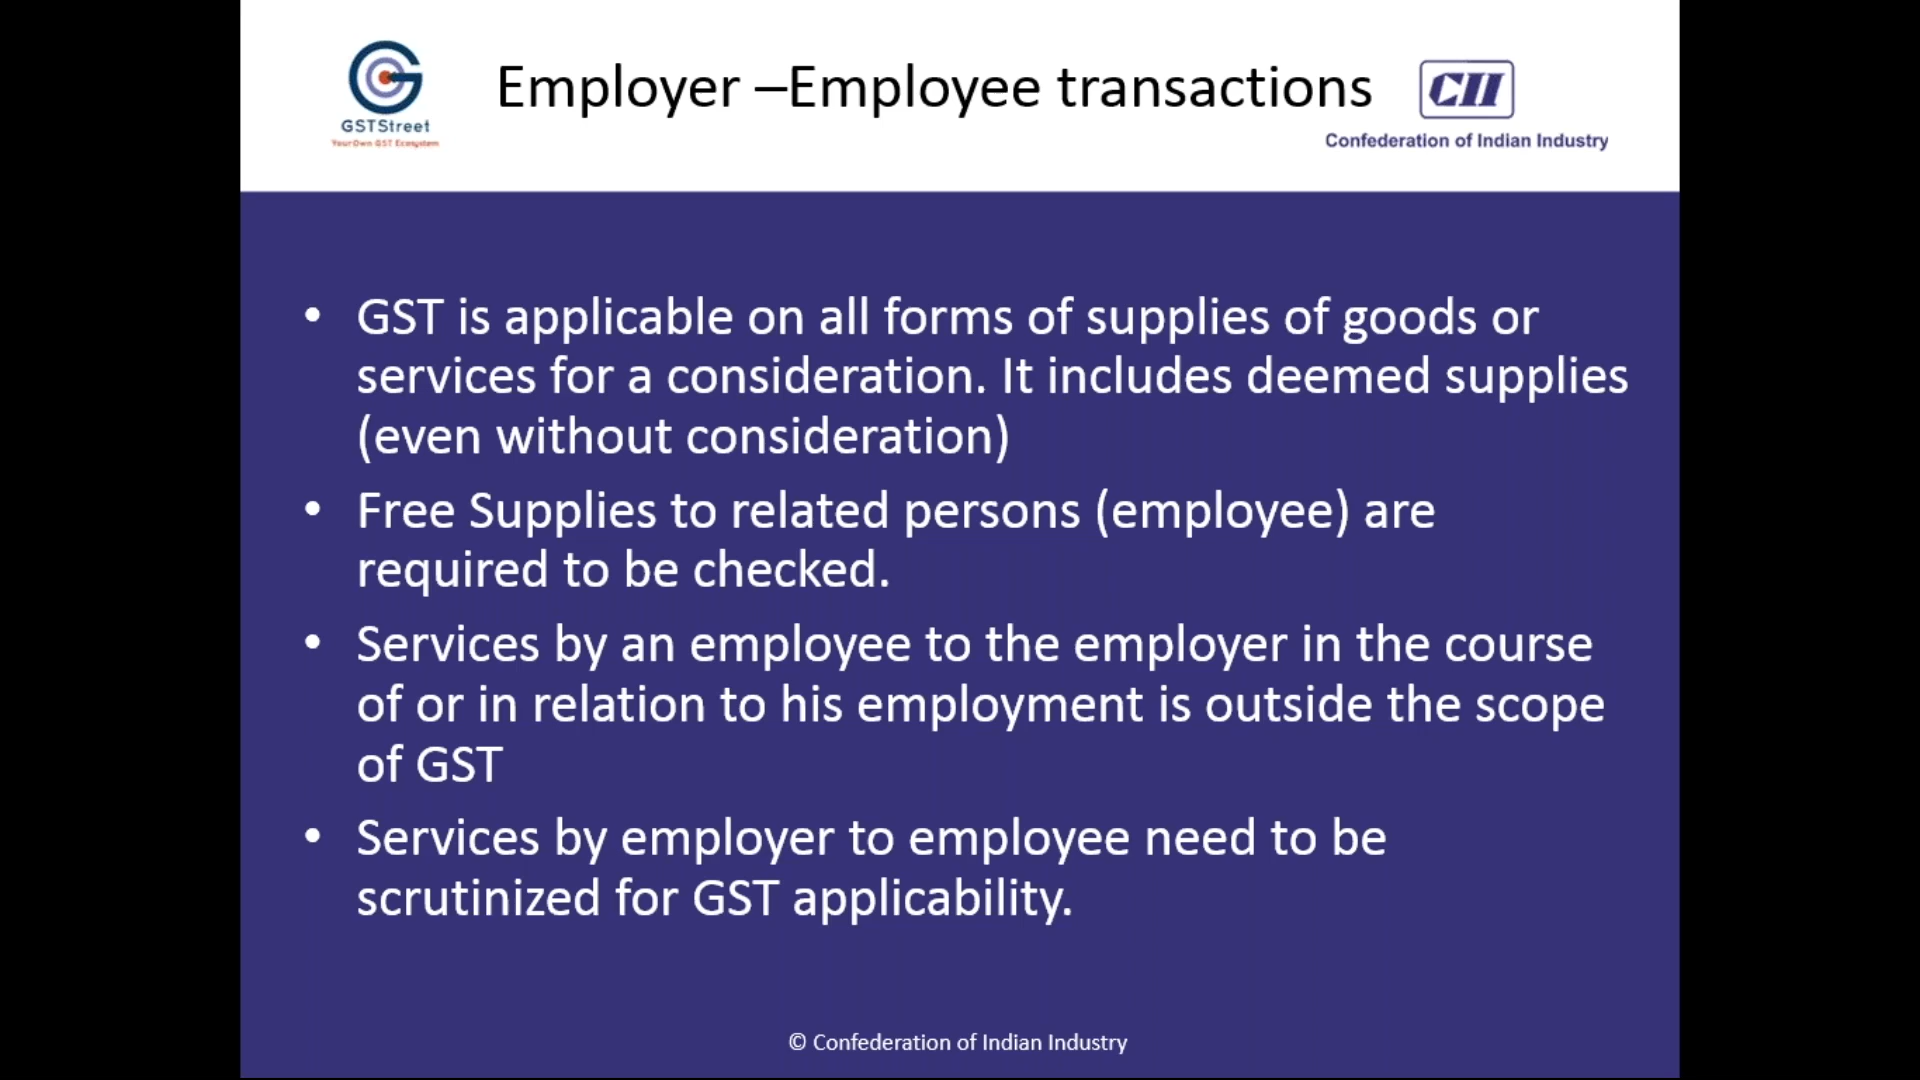 GSTStreet
Your Own GST Ecosystem
Employer –Employee transactions
CII
Confederation of Indian Industry
• GST is applicable on all forms of supplies of goods or
services for a consideration. It includes deemed supplies
(even without consideration)
• Free Supplies to related persons (employee) are
required to be checked.
• Services by an employee to the employer in the course
of or in relation to his employment is outside the scope
of GST
• Services by employer to employee need to be
scrutinized for GST applicability.
© Confederation of Indian Industry